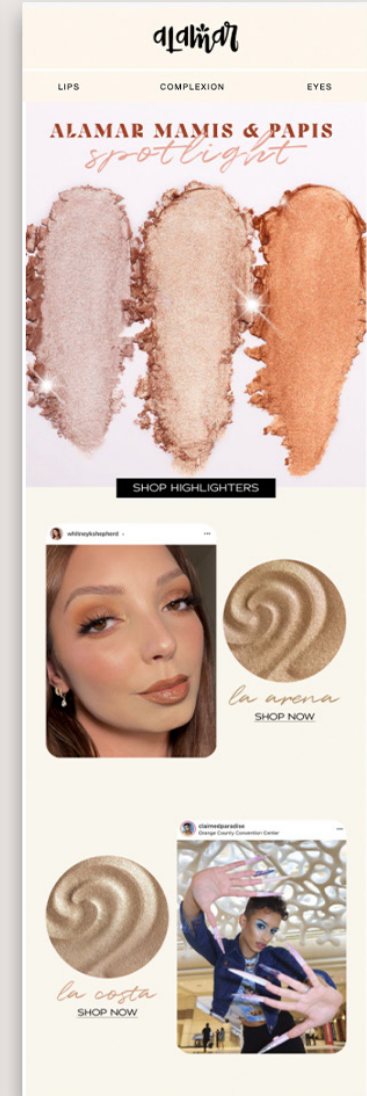 alamar
LIPS COMPLEXION EYES
ALAMAR MAMIS & PAPIS
spotlight
SHOP HIGHLIGHTERS
whitneykshepherd
la arena
SHOP NOW
clairnedparadise
Orange County Convention Center
la costa
SHOP NOW